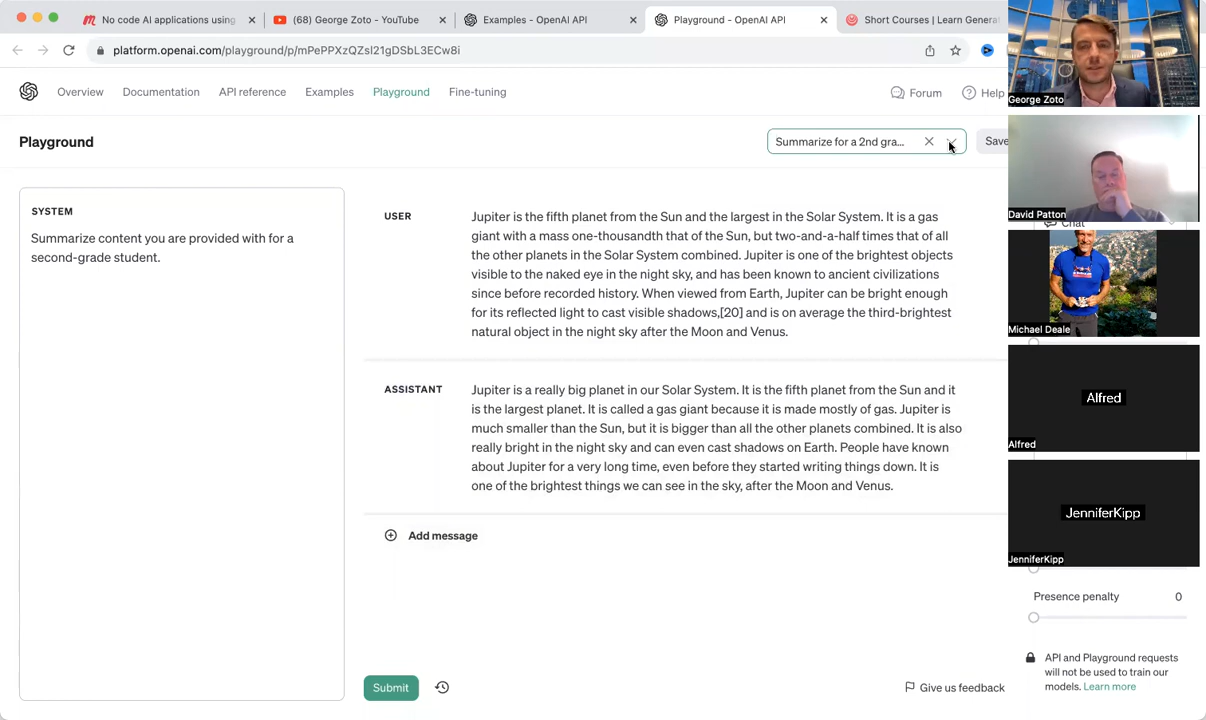 No code AI applications using
(68) George Zoto - YouTube
Examples - OpenAI API
Playground - OpenAI API
Short Courses | Learn Genera
platform.openai.com/playground/p/mPePPXzQZsI21gDSbL3ECw8i
Overview
Documentation
API reference
Examples
Playground
Fine-tuning
Forum
Help
Playground
Summarize for a 2nd gra...
Save
SYSTEM
Summarize content you are provided with for a
second-grade student.
USER
Jupiter is the fifth planet from the Sun and the largest in the Solar System. It is a gas
giant with a mass one-thousandth that of the Sun, but two-and-a-half times that of all
the other planets in the Solar System combined. Jupiter is one of the brightest objects
visible to the naked eye in the night sky, and has been known to ancient civilizations
since before recorded history. When viewed from Earth, Jupiter can be bright enough
for its reflected light to cast visible shadows,[20] and is on average the third-brightest
natural object in the night sky after the Moon and Venus.
ASSISTANT
Jupiter is a really big planet in our Solar System. It is the fifth planet from the Sun and it
is the largest planet. It is called a gas giant because it is made mostly of gas. Jupiter is
much smaller than the Sun, but it is bigger than all the other planets combined. It is also
really bright in the night sky and can even cast shadows on Earth. People have known
about Jupiter for a very long time, even before they started writing things down. It is
one of the brightest things we can see in the sky, after the Moon and Venus.
Add message
Submit
Give us feedback
George Zoto
David Patton
Chat
Michael Deale
Alfred
Alfred
JenniferKipp
JenniferKipp
Presence penalty
0
API and Playground requests
will not be used to train our
models. Learn more